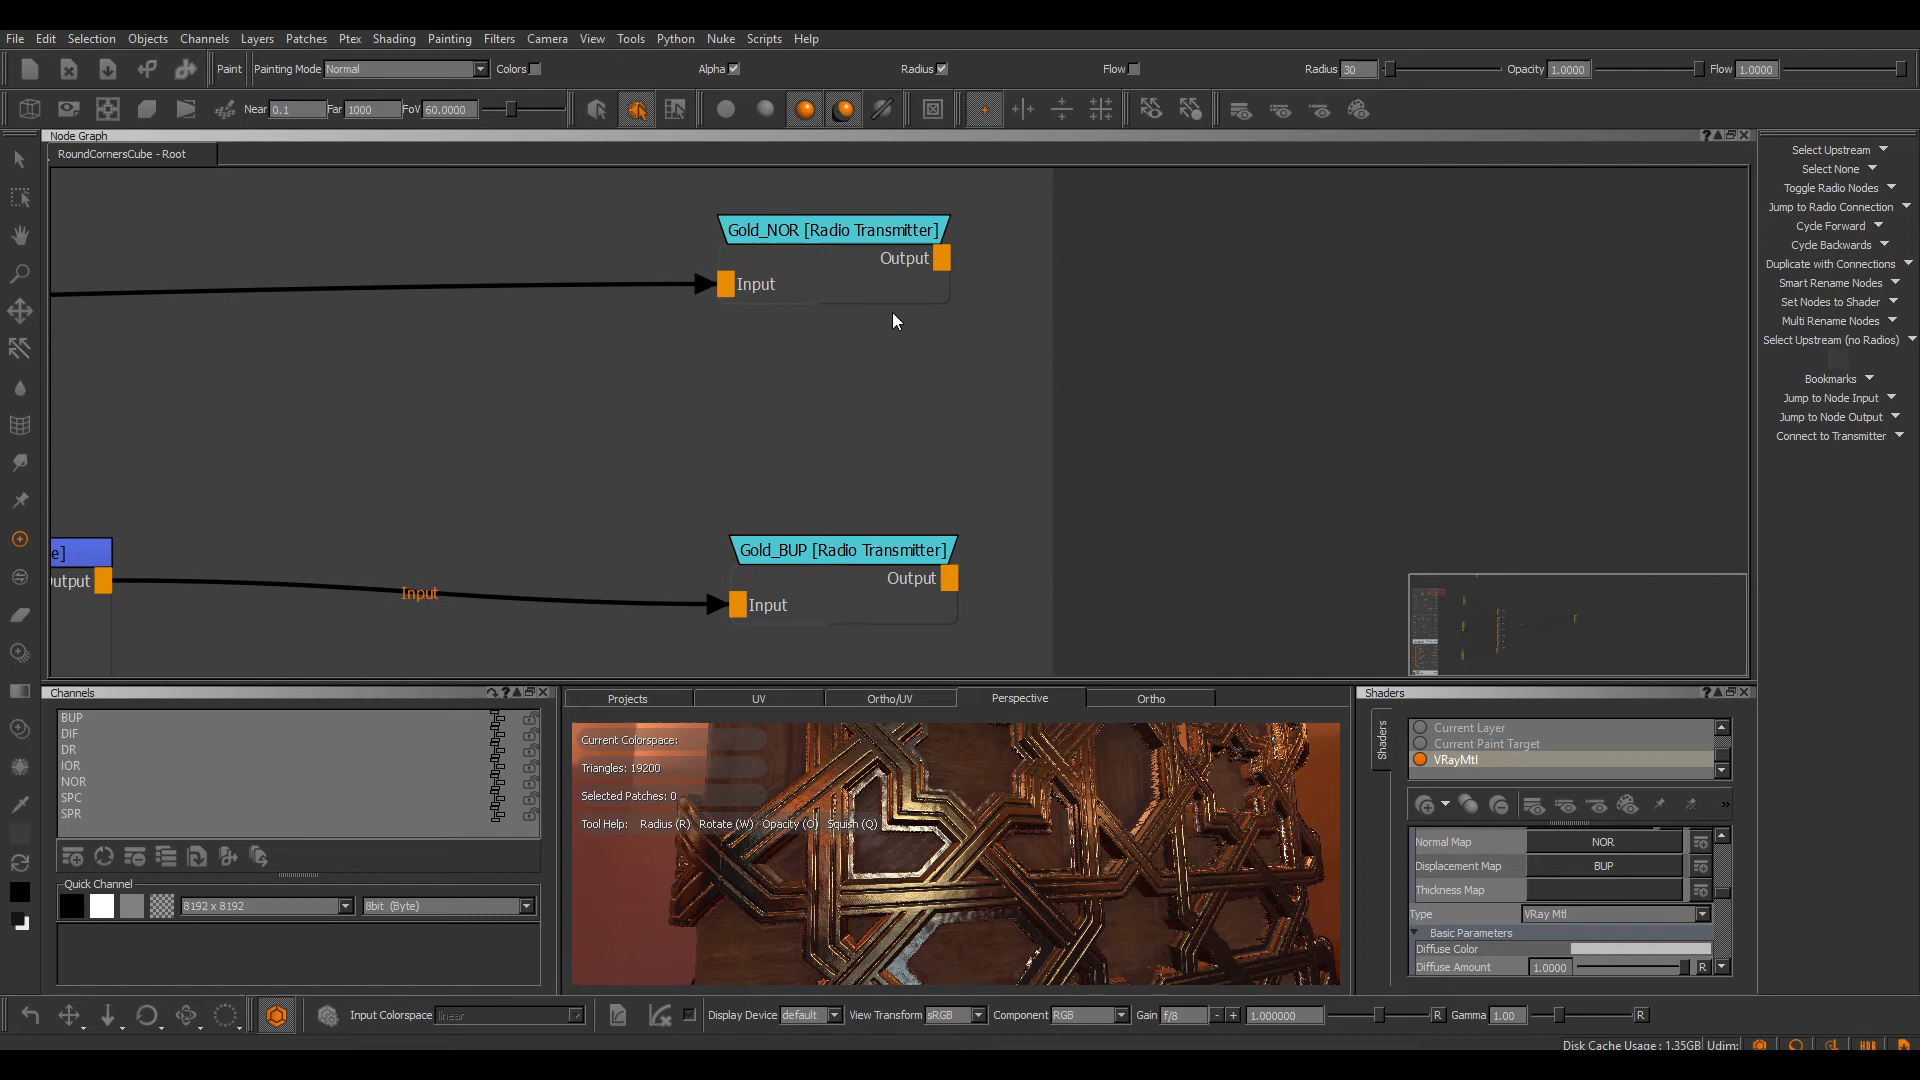 File Edit Selection Objects Channels Layers Patches Ptex Shading Painting Filters Camera View Tools Python Nuke Scripts Help
Paint Painting Mode Normal Colors Alpha Radius Flow Radius 30 Opacity 1.0000 Flow 1.0000
Near 0.1 Far 1000 FoV 60.0000
Node Graph
RoundCornersCube - Root
Gold_NOR [Radio Transmitter]
Output
Input
e]
Output
Input
Gold_BUP [Radio Transmitter]
Output
Input
Select Upstream
Select None
Toggle Radio Nodes
Jump to Radio Connection
Cycle Forward
Cycle Backwards
Duplicate with Connections
Smart Rename Nodes
Set Nodes to Shader
Multi Rename Nodes
Select Upstream (no Radios)
Bookmarks
Jump to Node Input
Jump to Node Output
Connect to Transmitter
Channels
BUP
DIF
DR
IOR
NOR
SPC
SPR
Quick Channel
8192 x 8192 8bit (Byte)
Projects UV Ortho/UV Perspective Ortho
Current Colorspace:
Triangles: 19200
Selected Patches: 0
Tool Help: Radius (R) Rotate (W) Opacity (O) Squish (Q)
Shaders
Shaders
Current Layer
Current Paint Target
VRayMtl
Normal Map NOR
Displacement Map BUP
Thickness Map
Type VRay Mtl
Basic Parameters
Diffuse Color
Diffuse Amount 1.0000 R
Input Colorspace linear Display Device default View Transform sRGB Component RGB Gain f/8 - + 1.000000 R Gamma 1.00 R
Disk Cache Usage : 1.35GB Udim: